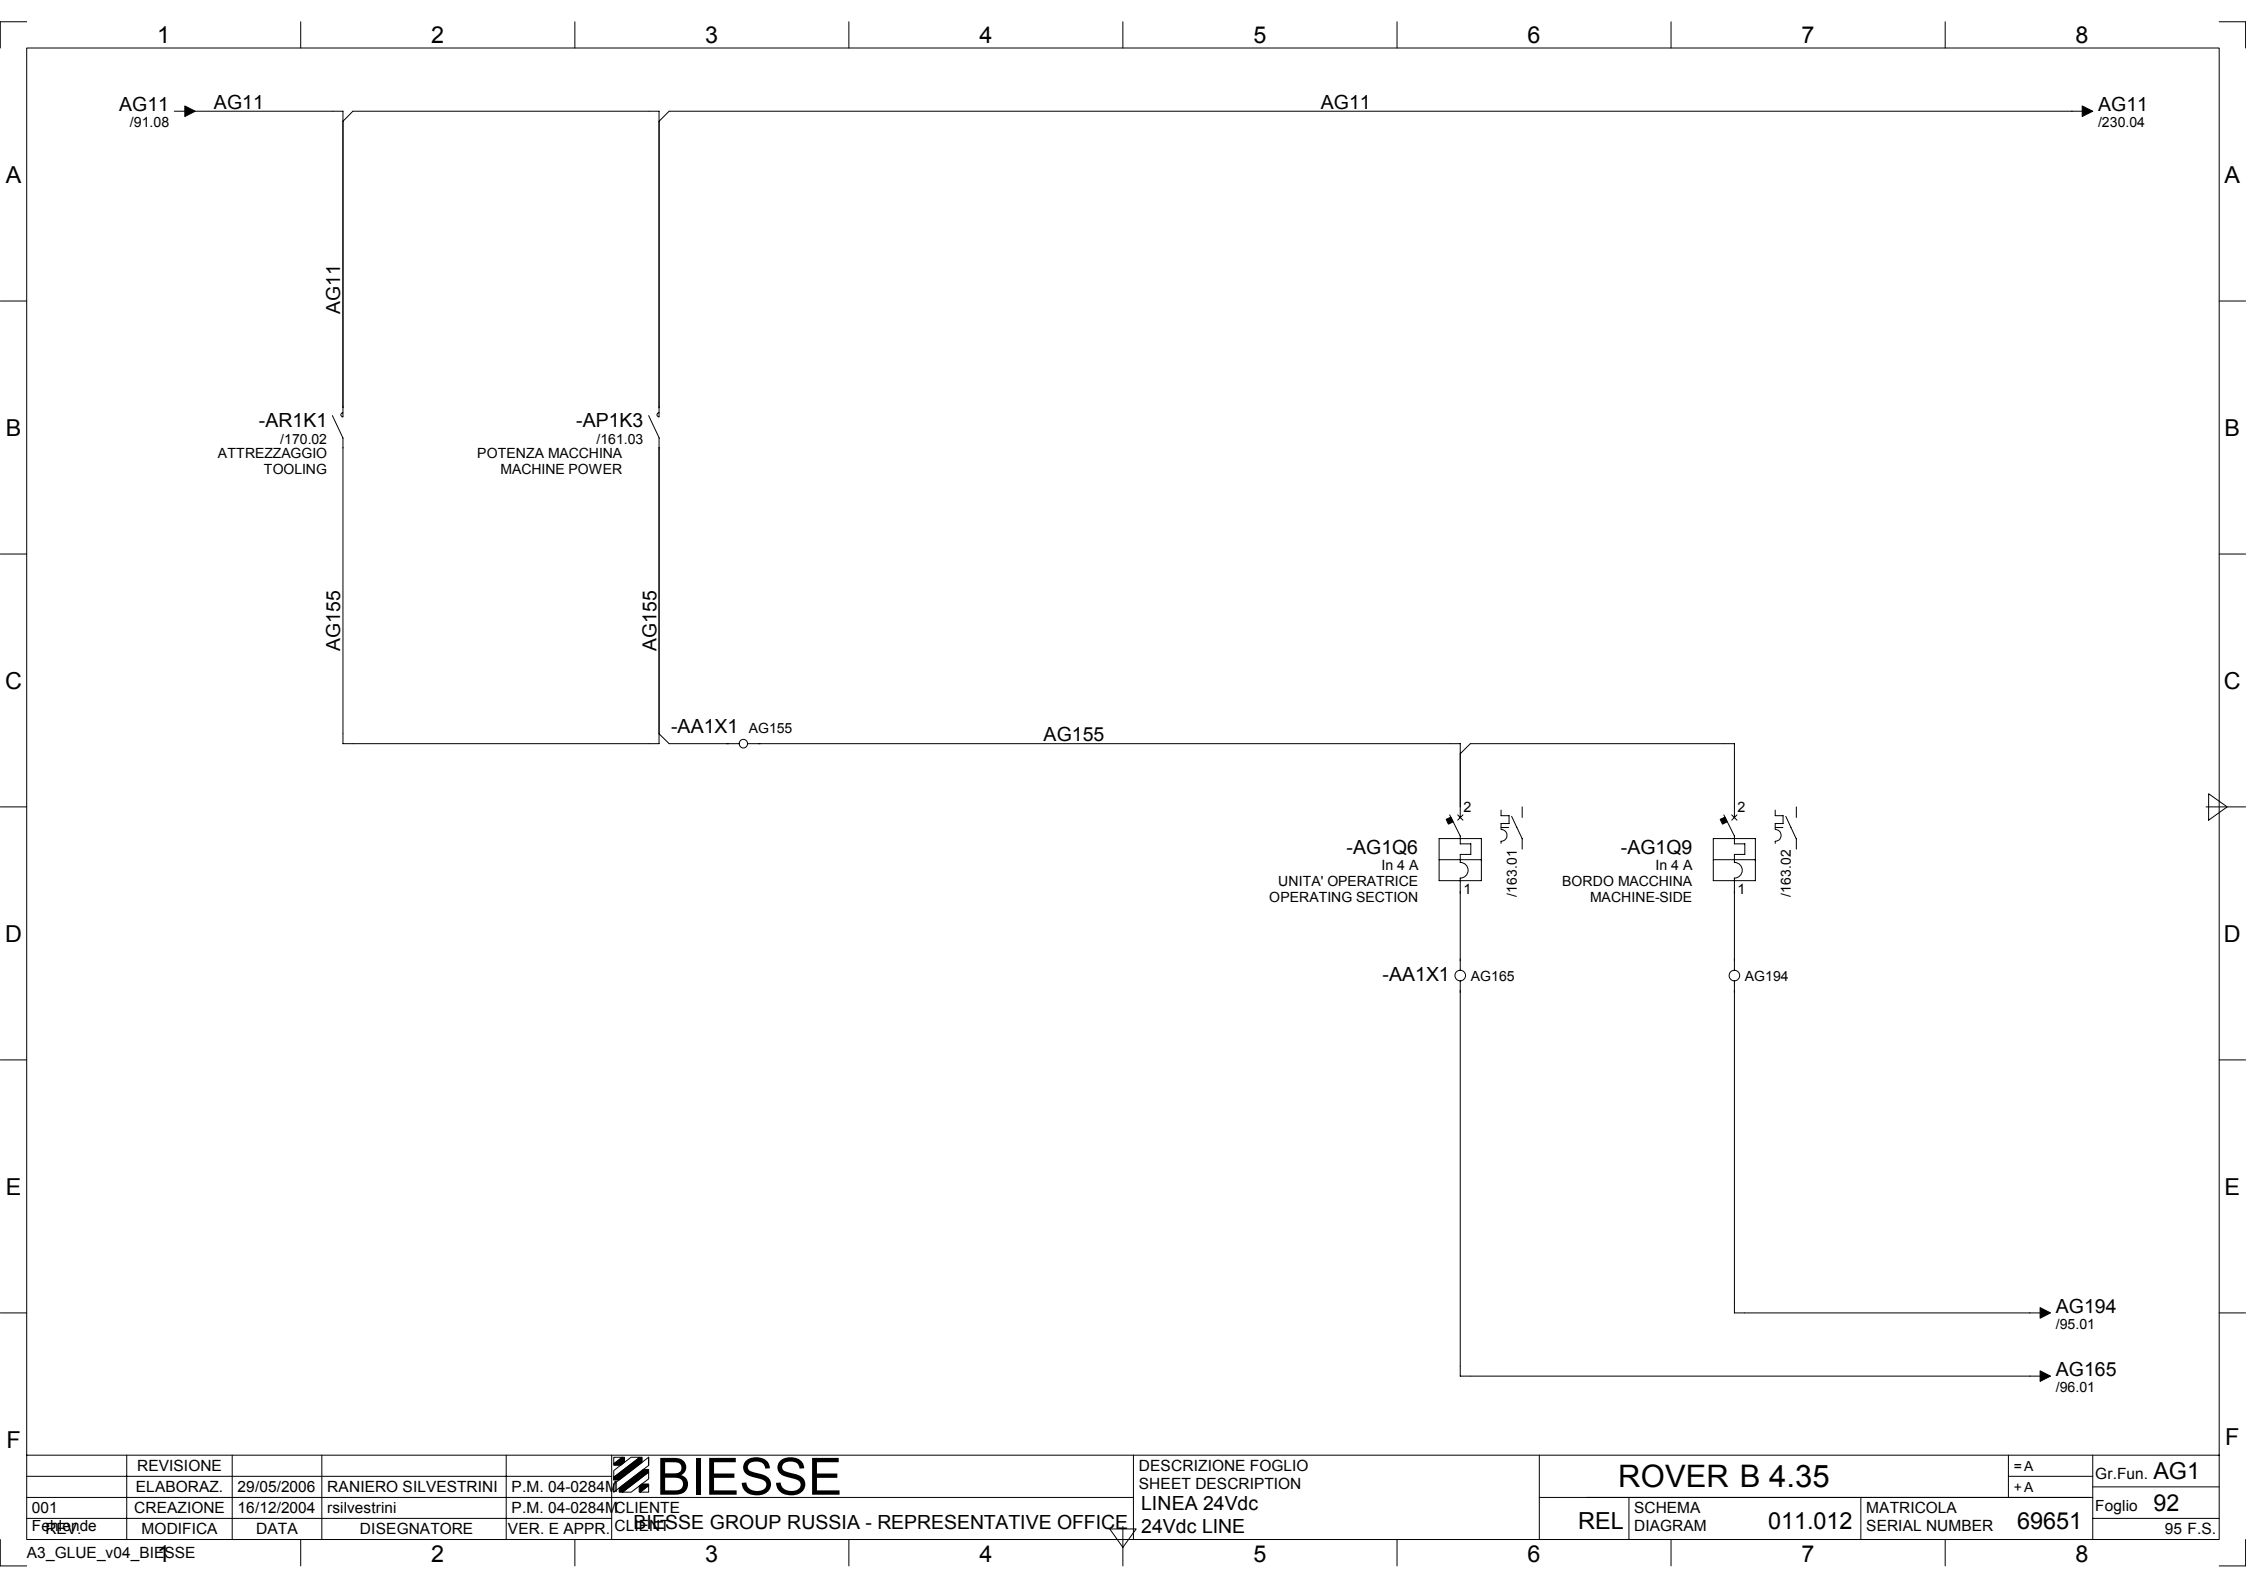 1 2 3 4 5 6 7 8
AG11
/91.08
AG11
AG11
AG11
/230.04
A
A
AG11
B
B
-AR1K1
/170.02
ATTREZZAGGIO
TOOLING
-AP1K3
/161.03
POTENZA MACCHINA
MACHINE POWER
AG155
AG155
C
C
-AA1X1 AG155
AG155
2
2
-AG1Q6
In 4 A
UNITA' OPERATRICE
OPERATING SECTION
1
/163.01
-AG1Q9
In 4 A
BORDO MACCHINA
MACHINE-SIDE
1
/163.02
D
D
-AA1X1 AG165
AG194
E
E
AG194
/95.01
AG165
/96.01
F
F
REVISIONE
ELABORAZ. 29/05/2006 RANIERO SILVESTRINI P.M. 04-0284M
001 CREAZIONE 16/12/2004 rsilvestrini P.M. 04-0284M
REV. MODIFICA DATA DISEGNATORE VER. E APPR.
BIESSE
CLIENTE
CLIENT
BIESSE GROUP RUSSIA - REPRESENTATIVE OFFICE
DESCRIZIONE FOGLIO
SHEET DESCRIPTION
LINEA 24Vdc
24Vdc LINE
ROVER B 4.35
REL SCHEMA
DIAGRAM
011.012
MATRICOLA
SERIAL NUMBER
69651
= A
+ A
Gr.Fun. AG1
Foglio 92
95 F.S.
A3_GLUE_v04_BIESSE
1 2 3 4 5 6 7 8